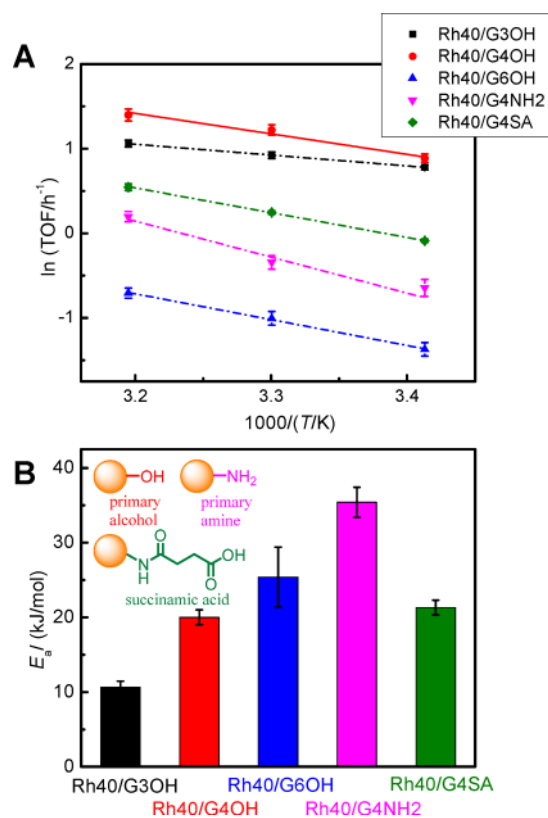 Rh40/G3OH
Rh40/G4OH
Rh40/G6OH
Rh40/G4NH2
Rh40/G4SA
A
2
1
0
-1
ln (TOF/h⁻¹)
3.2 3.3 3.4
1000/(T/K)
B
40
30
20
10
0
Eₐ/ (kJ/mol)
OH
primary
alcohol
NH₂
primary
amine
O
N
H
OH
O
succinamic acid
Rh40/G3OH Rh40/G6OH Rh40/G4SA
Rh40/G4OH Rh40/G4NH2